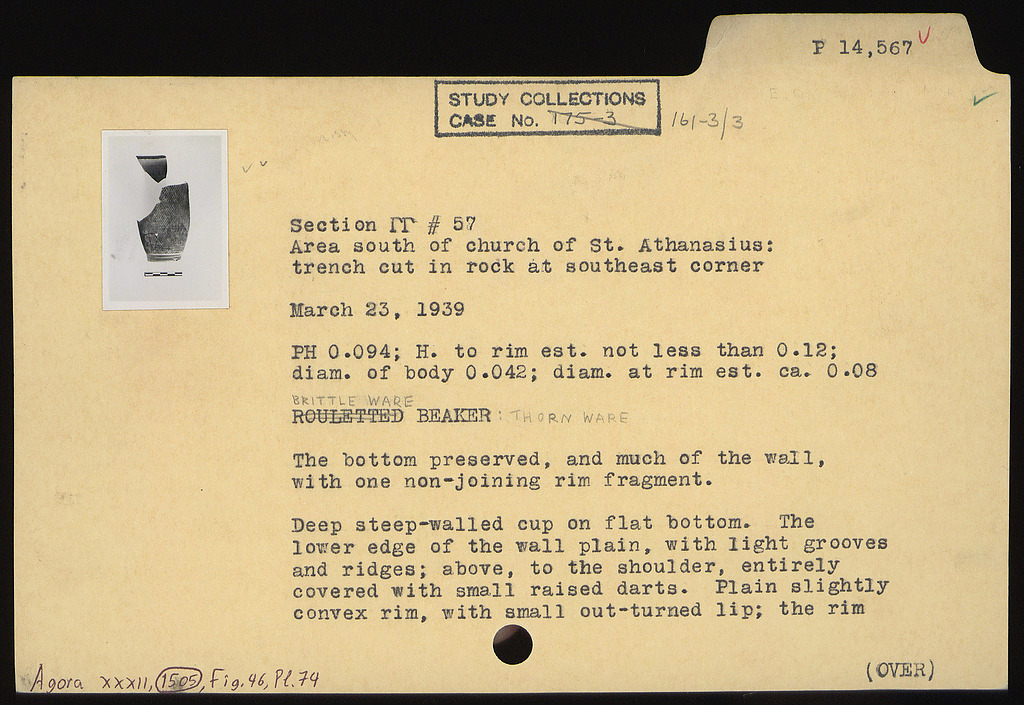 P 14,567
STUDY COLLECTIONS
CASE No. 175-3 161-3/3
Section ΠΓ # 57
Area south of church of St. Athanasius:
trench cut in rock at southeast corner
March 23, 1939
PH 0.094; H. to rim est. not less than 0.12;
diam. of body 0.042; diam. at rim est. ca. 0.08
BRITTLE WARE
ROULETTED BEAKER: THORN WARE
The bottom preserved, and much of the wall,
with one non-joining rim fragment.
Deep steep-walled cup on flat bottom. The
lower edge of the wall plain, with light grooves
and ridges; above, to the shoulder, entirely
covered with small raised darts. Plain slightly
convex rim, with small out-turned lip; the rim
(OVER)
Agora XXXII, 1505, Fig. 46, Pl. 74